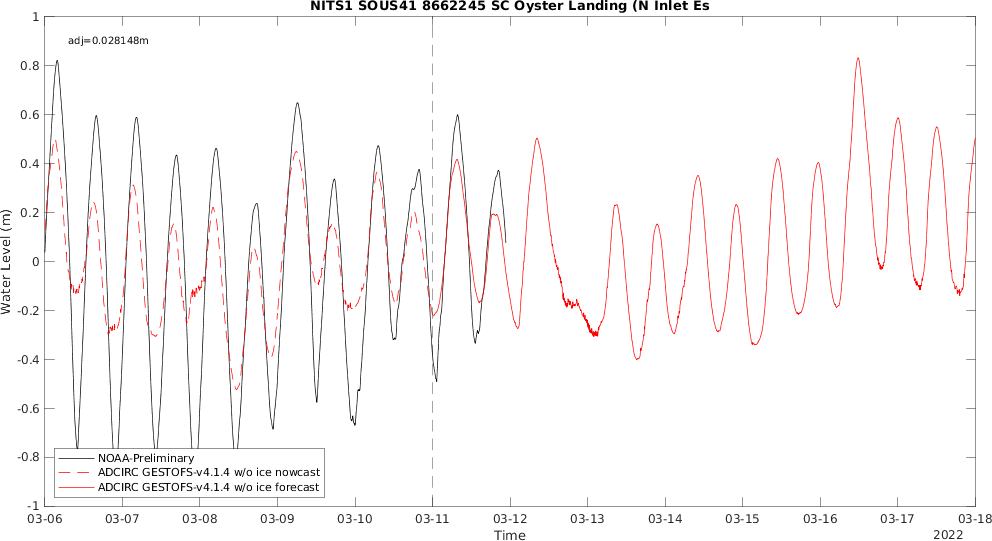 NITS1 SOUS41 8662245 SC Oyster Landing (N Inlet Es
adj=0.028148m
1
0.8
0.6
0.4
0.2
0
-0.2
-0.4
-0.6
-0.8
-1
Water Level (m)
NOAA-Preliminary
ADCIRC GESTOFS-v4.1.4 w/o ice nowcast
ADCIRC GESTOFS-v4.1.4 w/o ice forecast
03-06 03-07 03-08 03-09 03-10 03-11 03-12 03-13 03-14 03-15 03-16 03-17 03-18
Time
2022